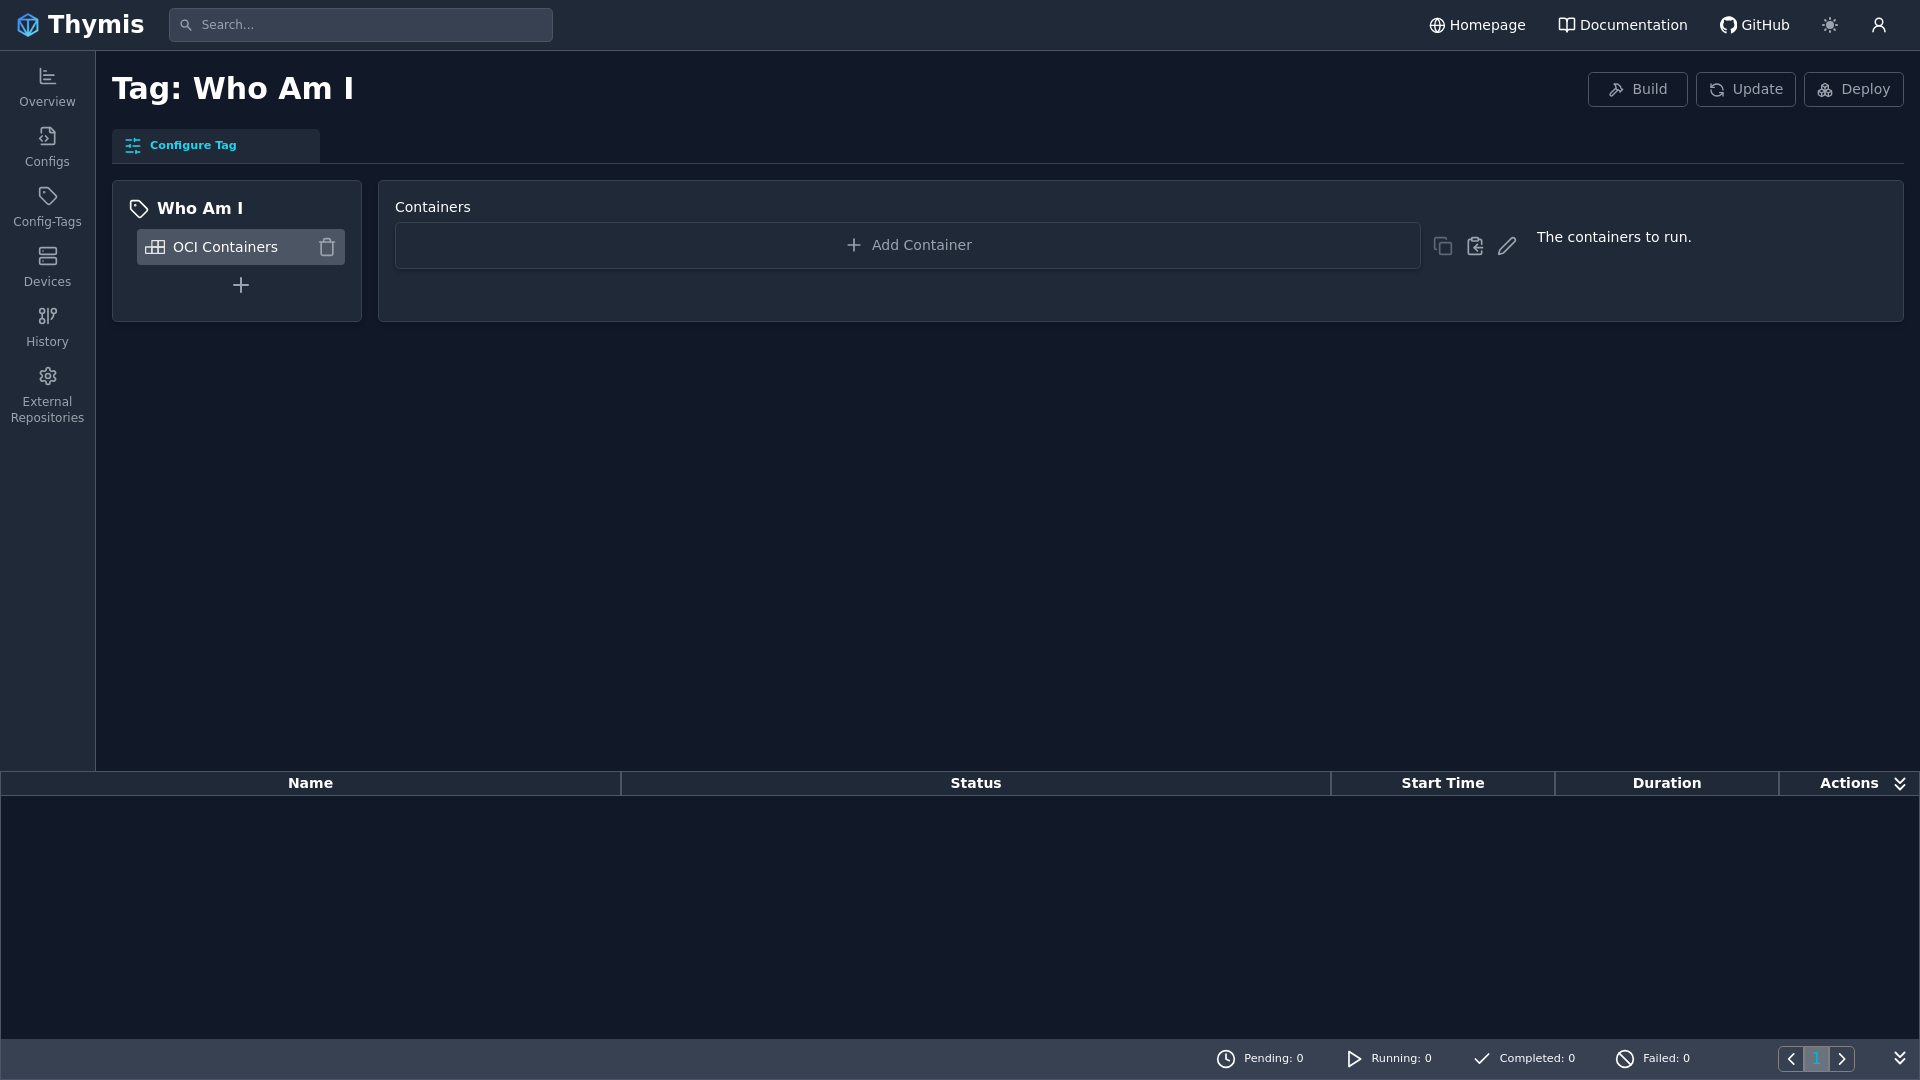 Thymis
Search...
Homepage
Documentation
GitHub
Overview
Configs
Config-Tags
Devices
History
External
Repositories
Tag: Who Am I
Build
Update
Deploy
Configure Tag
Who Am I
OCI Containers
Containers
Add Container
The containers to run.
Name
Status
Start Time
Duration
Actions
Pending: 0
Running: 0
Completed: 0
Failed: 0
1